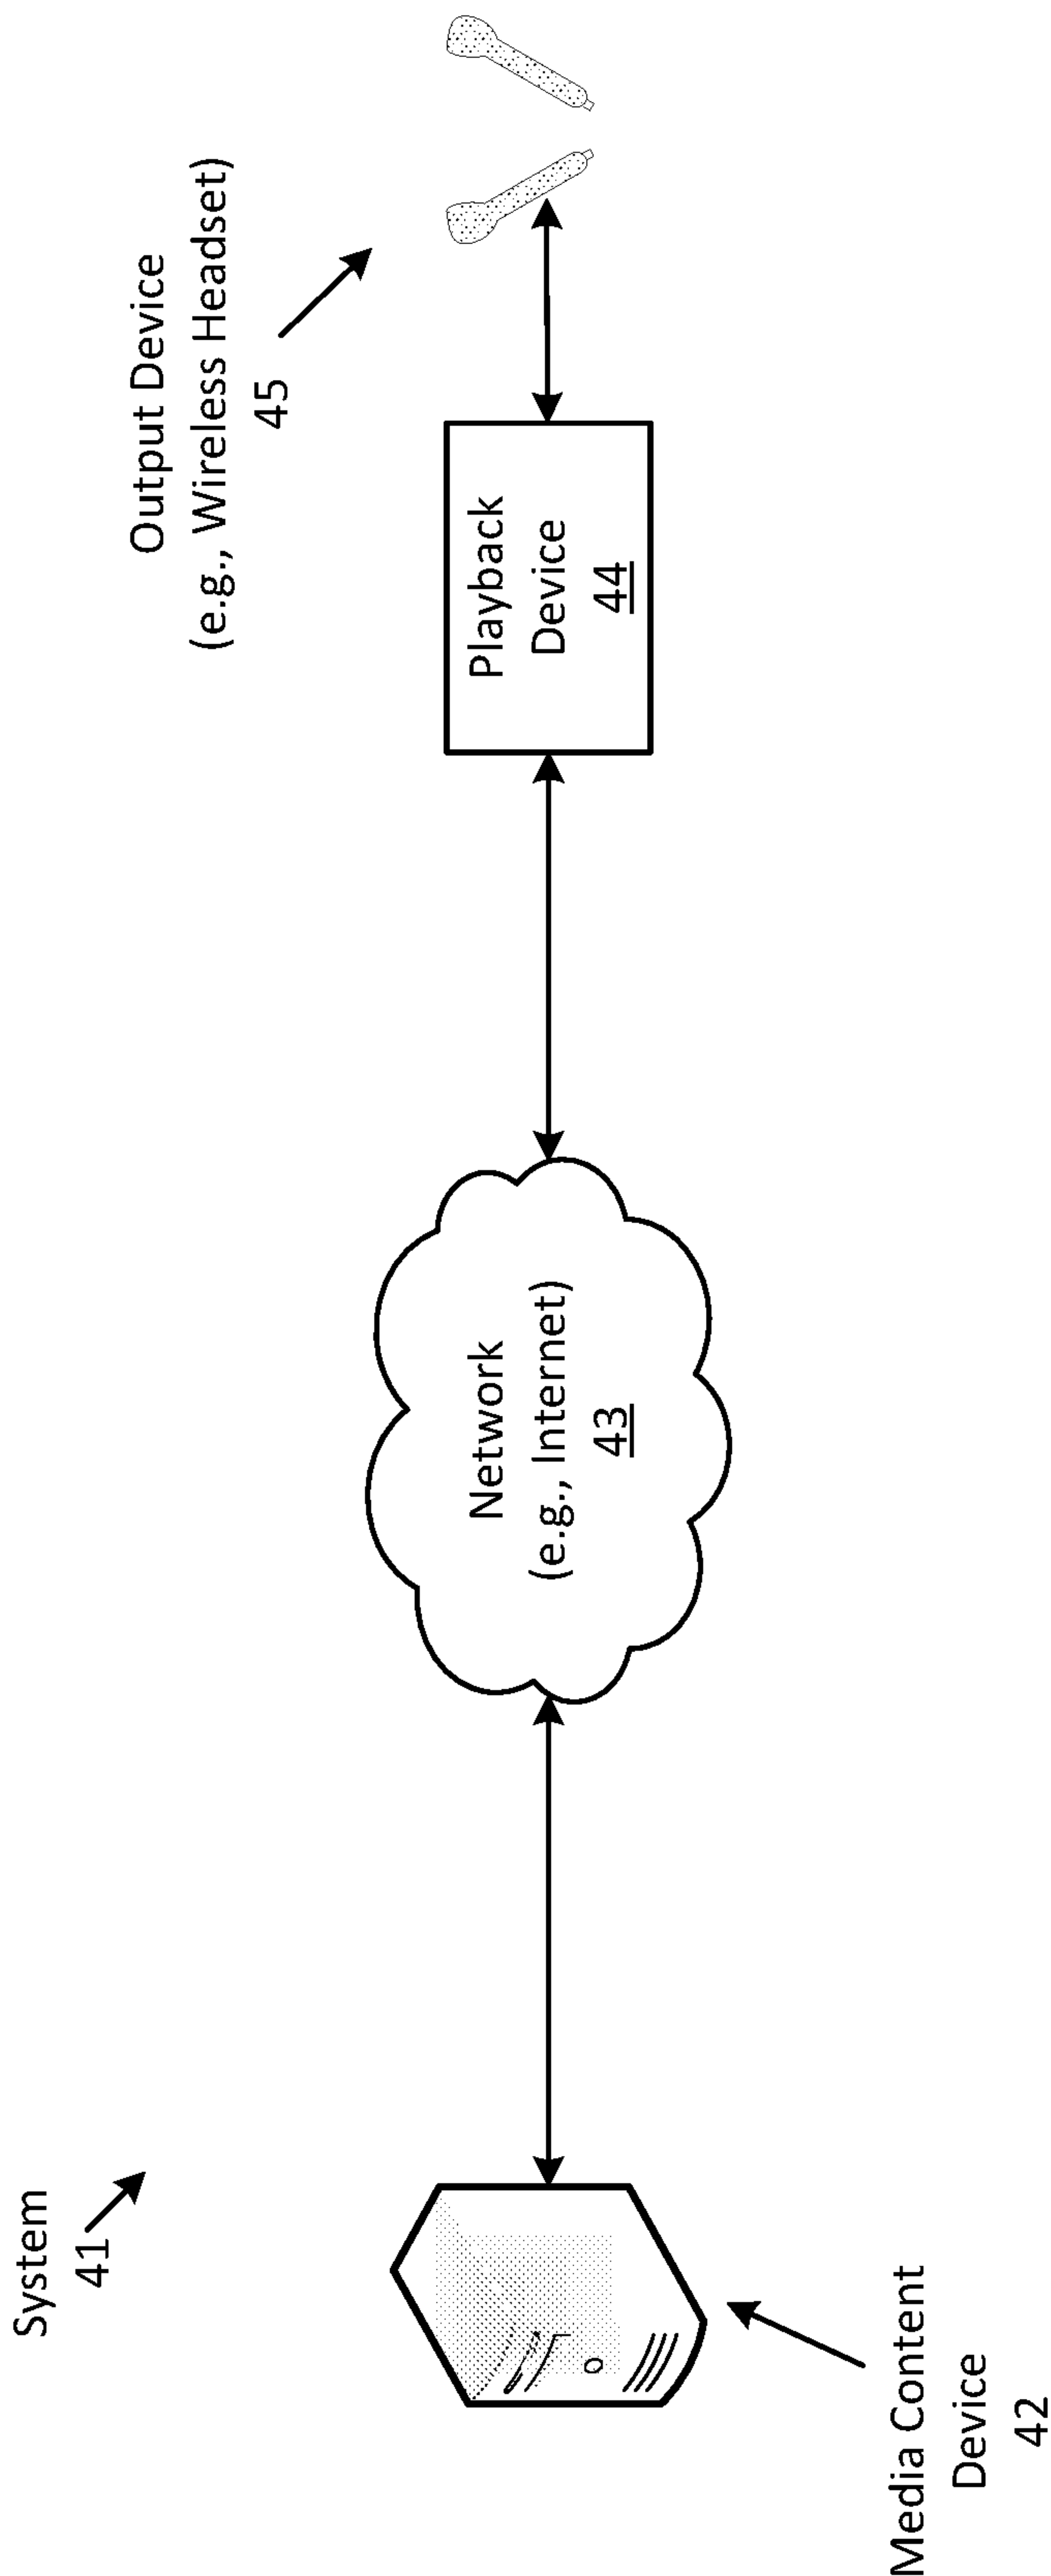 System
41
Media Content
Device
42
Network
(e.g., Internet)
43
Playback
Device
44
Output Device
(e.g., Wireless Headset)
45